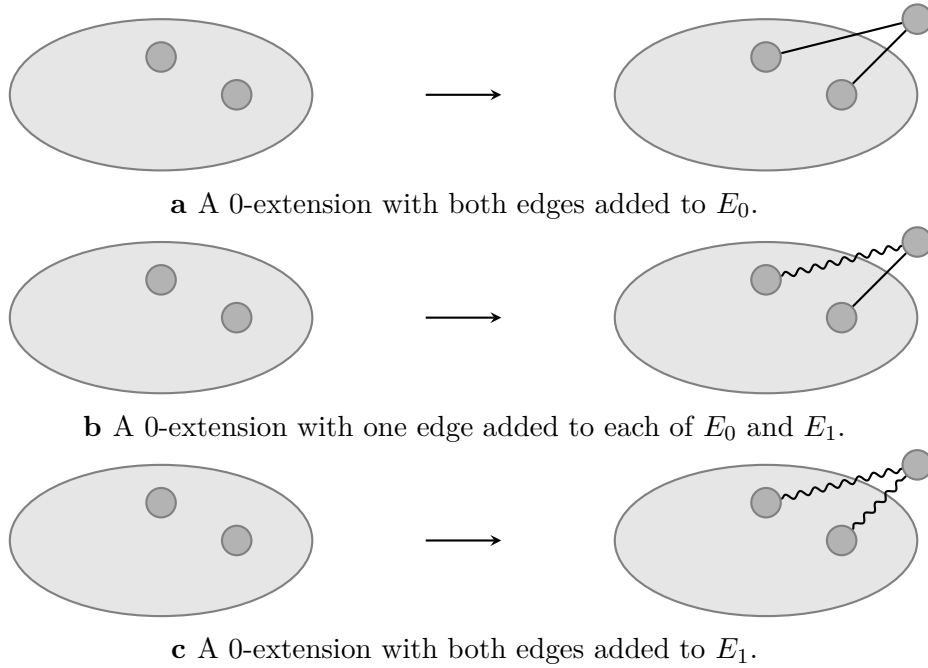 a A 0-extension with both edges added to E₀.
b A 0-extension with one edge added to each of E₀ and E₁.
c A 0-extension with both edges added to E₁.